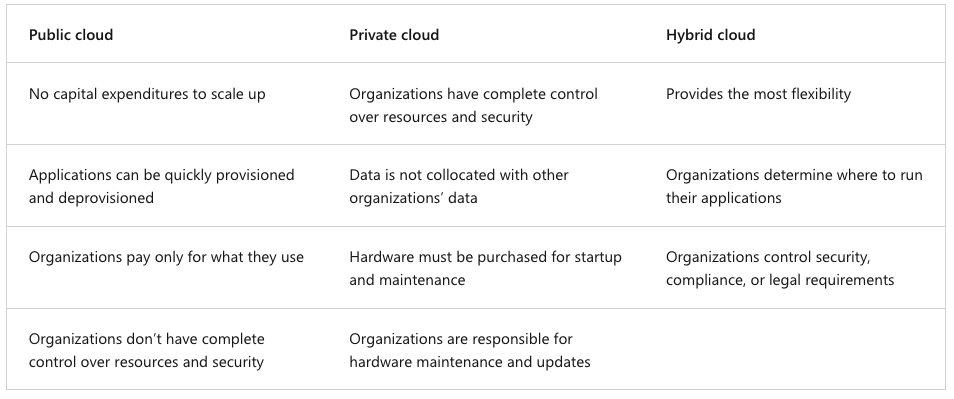 Public cloud
Private cloud
Hybrid cloud
No capital expenditures to scale up
Organizations have complete control
over resources and security
Provides the most flexibility
Applications can be quickly provisioned
and deprovisioned
Data is not collocated with other
organizations’ data
Organizations determine where to run
their applications
Organizations pay only for what they use
Hardware must be purchased for startup
and maintenance
Organizations control security,
compliance, or legal requirements
Organizations don’t have complete
control over resources and security
Organizations are responsible for
hardware maintenance and updates